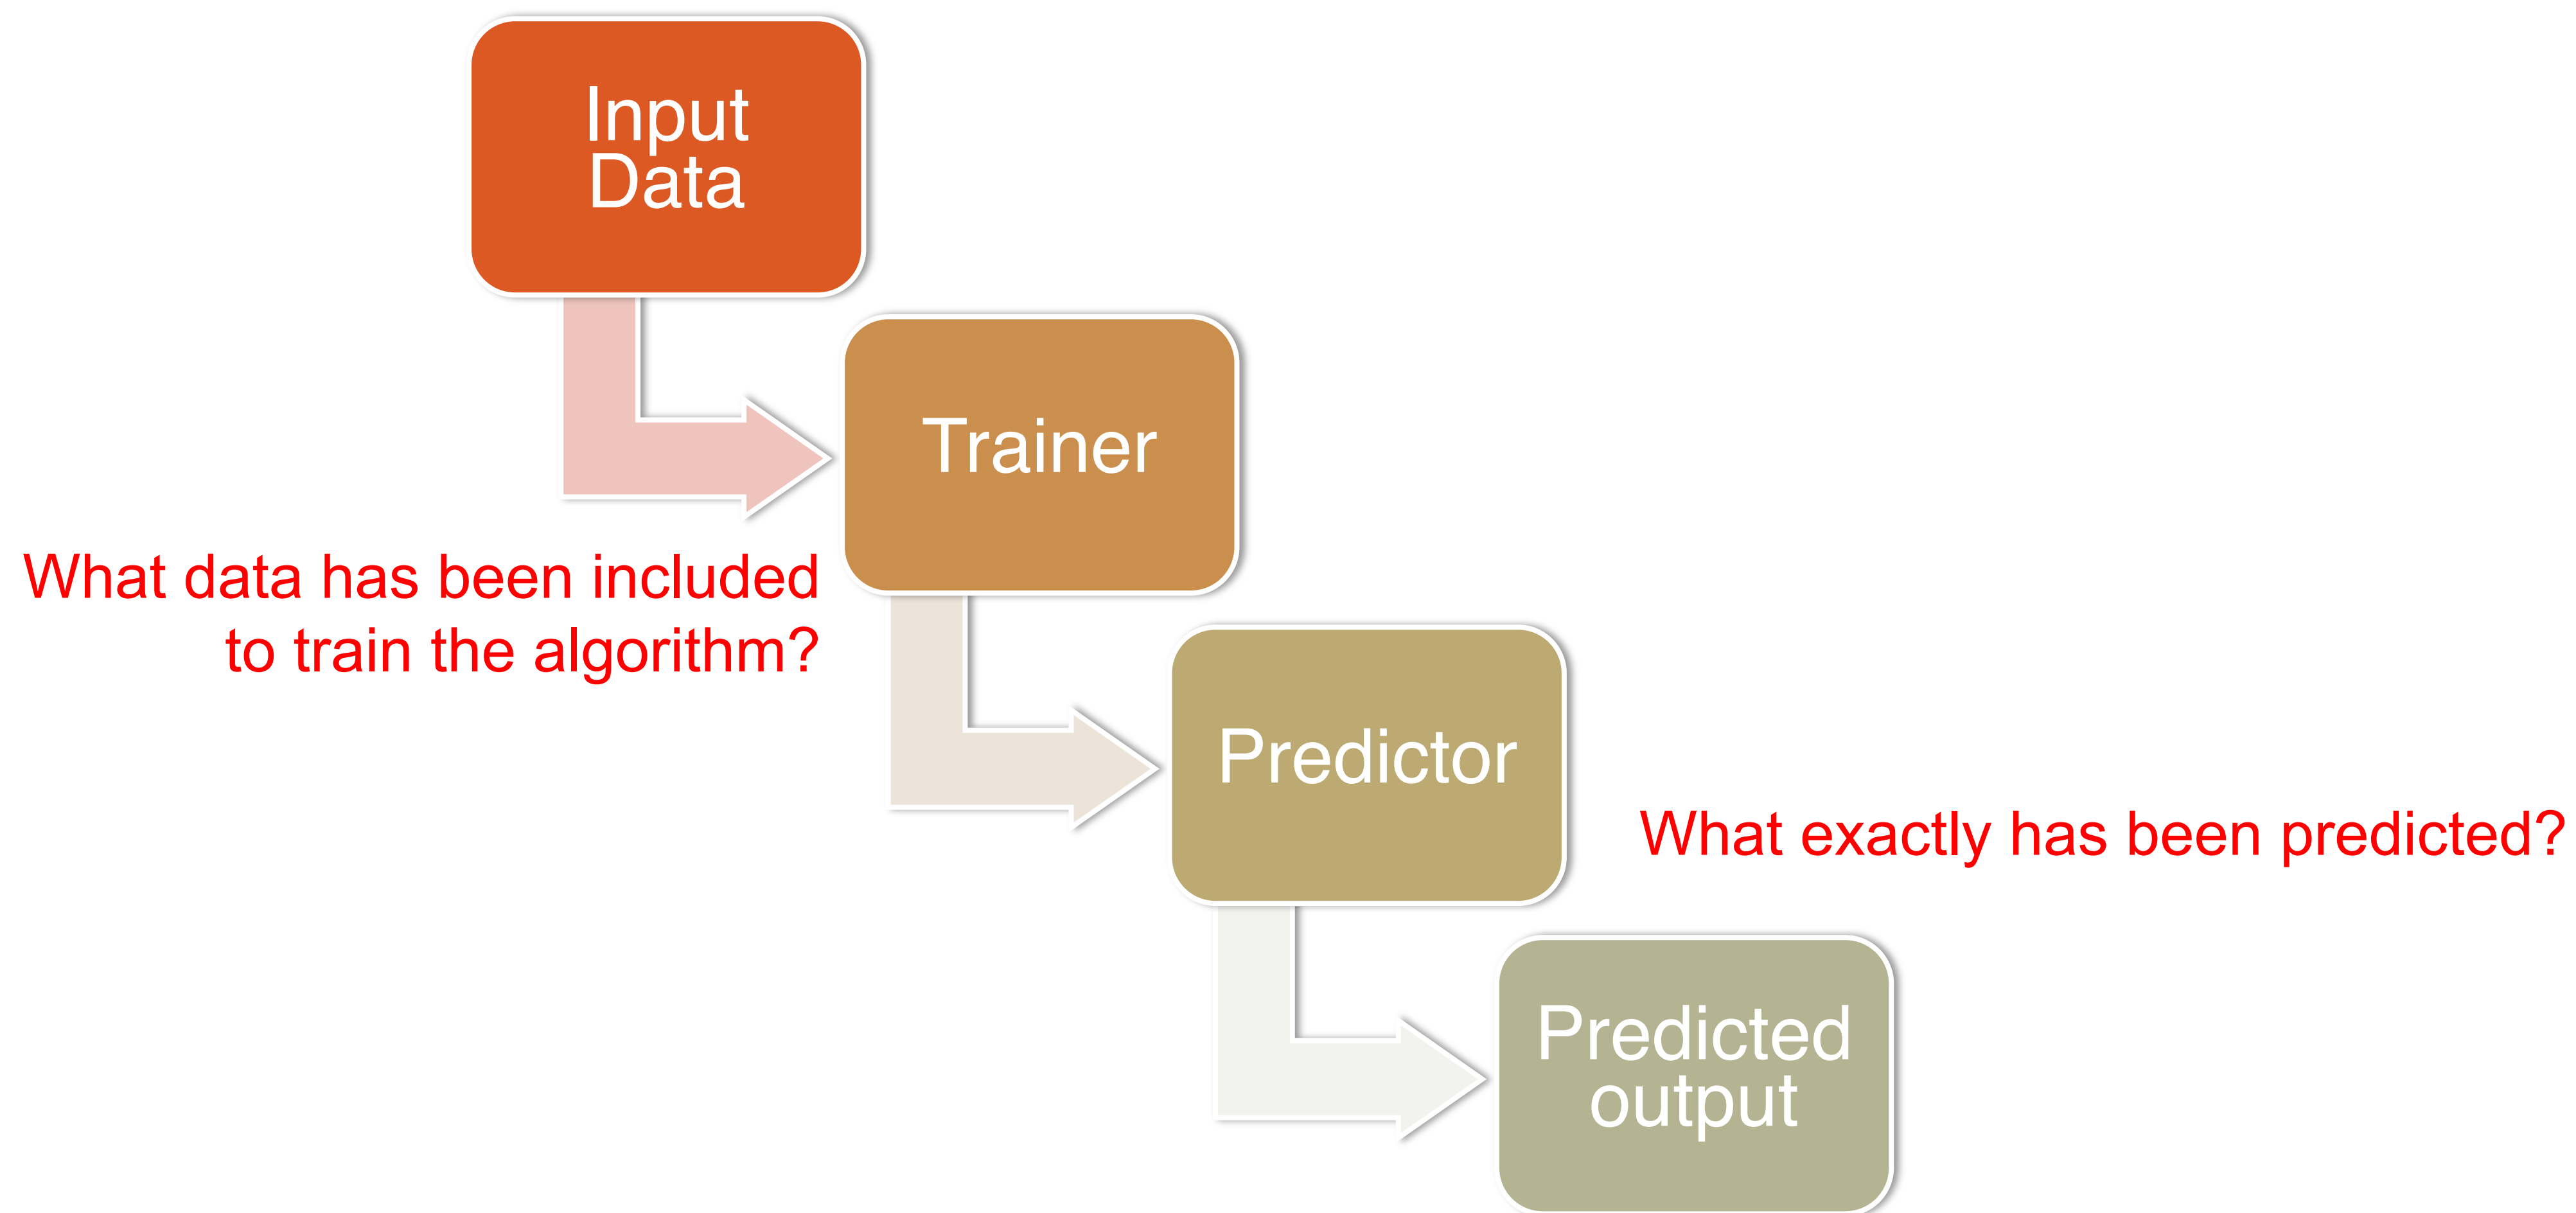 Input
Data
Trainer
What data has been included
to train the algorithm?
Predictor
What exactly has been predicted?
Predicted
output